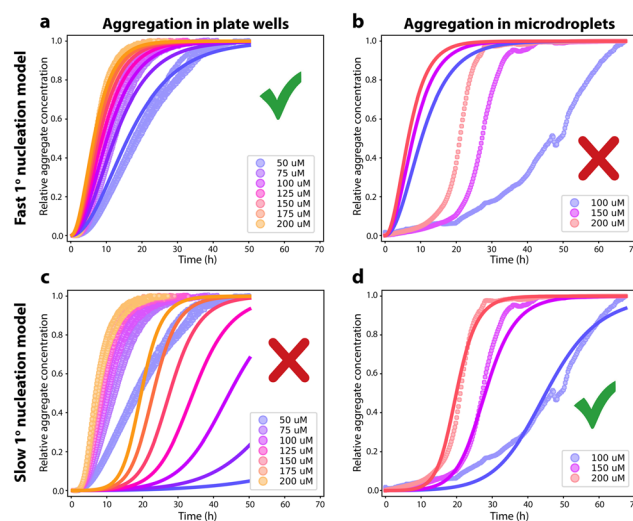 a
Aggregation in plate wells
b
Aggregation in microdroplets
Fast 1° nucleation model
Relative aggregate concentration
1.0
0.8
0.6
0.4
0.2
0.0
50 uM
75 uM
100 uM
125 uM
150 uM
175 uM
200 uM
0 10 20 30 40 50 60 70
Time (h)
Relative aggregate concentration
1.0
0.8
0.6
0.4
0.2
0.0
100 uM
150 uM
200 uM
0 10 20 30 40 50 60 70
Time (h)
c
d
Slow 1° nucleation model
Relative aggregate concentration
1.0
0.8
0.6
0.4
0.2
0.0
50 uM
75 uM
100 uM
125 uM
150 uM
175 uM
200 uM
0 10 20 30 40 50 60 70
Time (h)
Relative aggregate concentration
1.0
0.8
0.6
0.4
0.2
0.0
100 uM
150 uM
200 uM
0 10 20 30 40 50 60 70
Time (h)